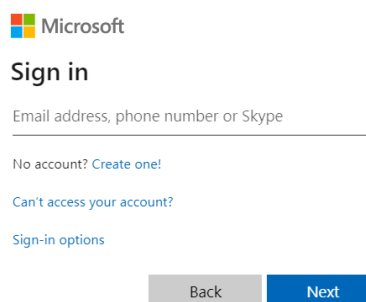 Microsoft
Sign in
Email address, phone number or Skype
No account? Create one!
Can't access your account?
Sign-in options
Back Next